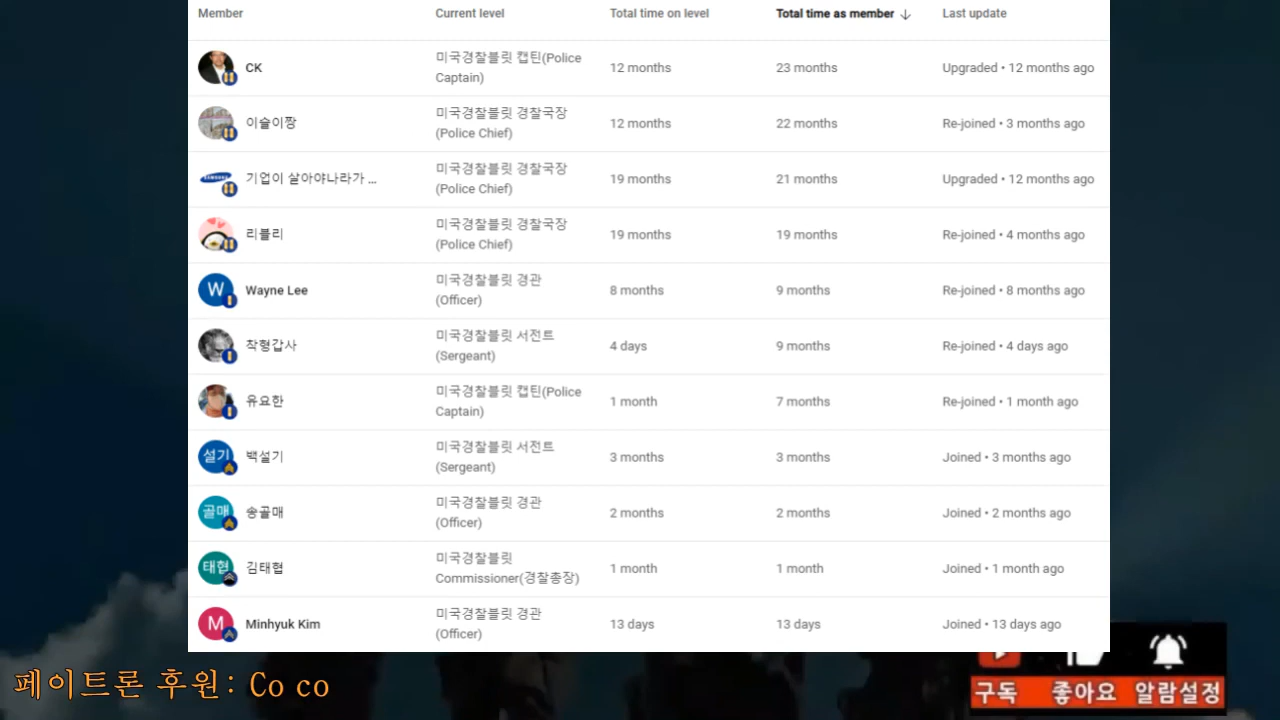 Member Current level Total time on level Total time as member ↓ Last update
CK 미국경찰블릿 캡틴(Police Captain) 12 months 23 months Upgraded • 12 months ago
이슬이짱 미국경찰블릿 경찰국장 (Police Chief) 12 months 22 months Re-joined • 3 months ago
SAMSUNG 기업이 살아야나라가 ... 미국경찰블릿 경찰국장 (Police Chief) 19 months 21 months Upgraded • 12 months ago
리블리 미국경찰블릿 경찰국장 (Police Chief) 19 months 19 months Re-joined • 4 months ago
W Wayne Lee 미국경찰블릿 경관 (Officer) 8 months 9 months Re-joined • 8 months ago
착형갑사 미국경찰블릿 서전트 (Sergeant) 4 days 9 months Re-joined • 4 days ago
유요한 미국경찰블릿 캡틴(Police Captain) 1 month 7 months Re-joined • 1 month ago
설기 백설기 미국경찰블릿 서전트 (Sergeant) 3 months 3 months Joined • 3 months ago
골매 송골매 미국경찰블릿 경관 (Officer) 2 months 2 months Joined • 2 months ago
태협 김태협 미국경찰블릿 Commissioner(경찰총장) 1 month 1 month Joined • 1 month ago
M Minhyuk Kim 미국경찰블릿 경관 (Officer) 13 days 13 days Joined • 13 days ago
페이트론 후원: Co co
구독 좋아요 알람설정